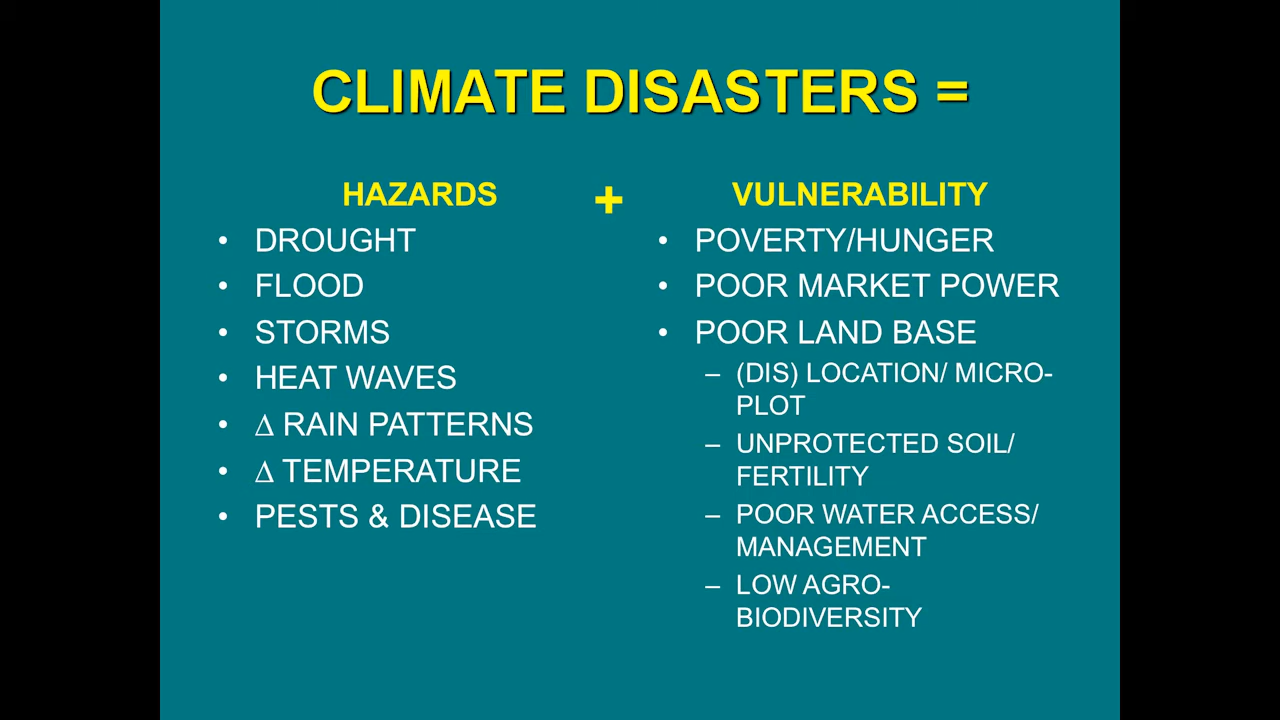 CLIMATE DISASTERS =
HAZARDS + VULNERABILITY
• DROUGHT
• FLOOD
• STORMS
• HEAT WAVES
• ∆ RAIN PATTERNS
• ∆ TEMPERATURE
• PESTS & DISEASE
• POVERTY/HUNGER
• POOR MARKET POWER
• POOR LAND BASE
– (DIS) LOCATION/ MICRO-
PLOT
– UNPROTECTED SOIL/
FERTILITY
– POOR WATER ACCESS/
MANAGEMENT
– LOW AGRO-
BIODIVERSITY